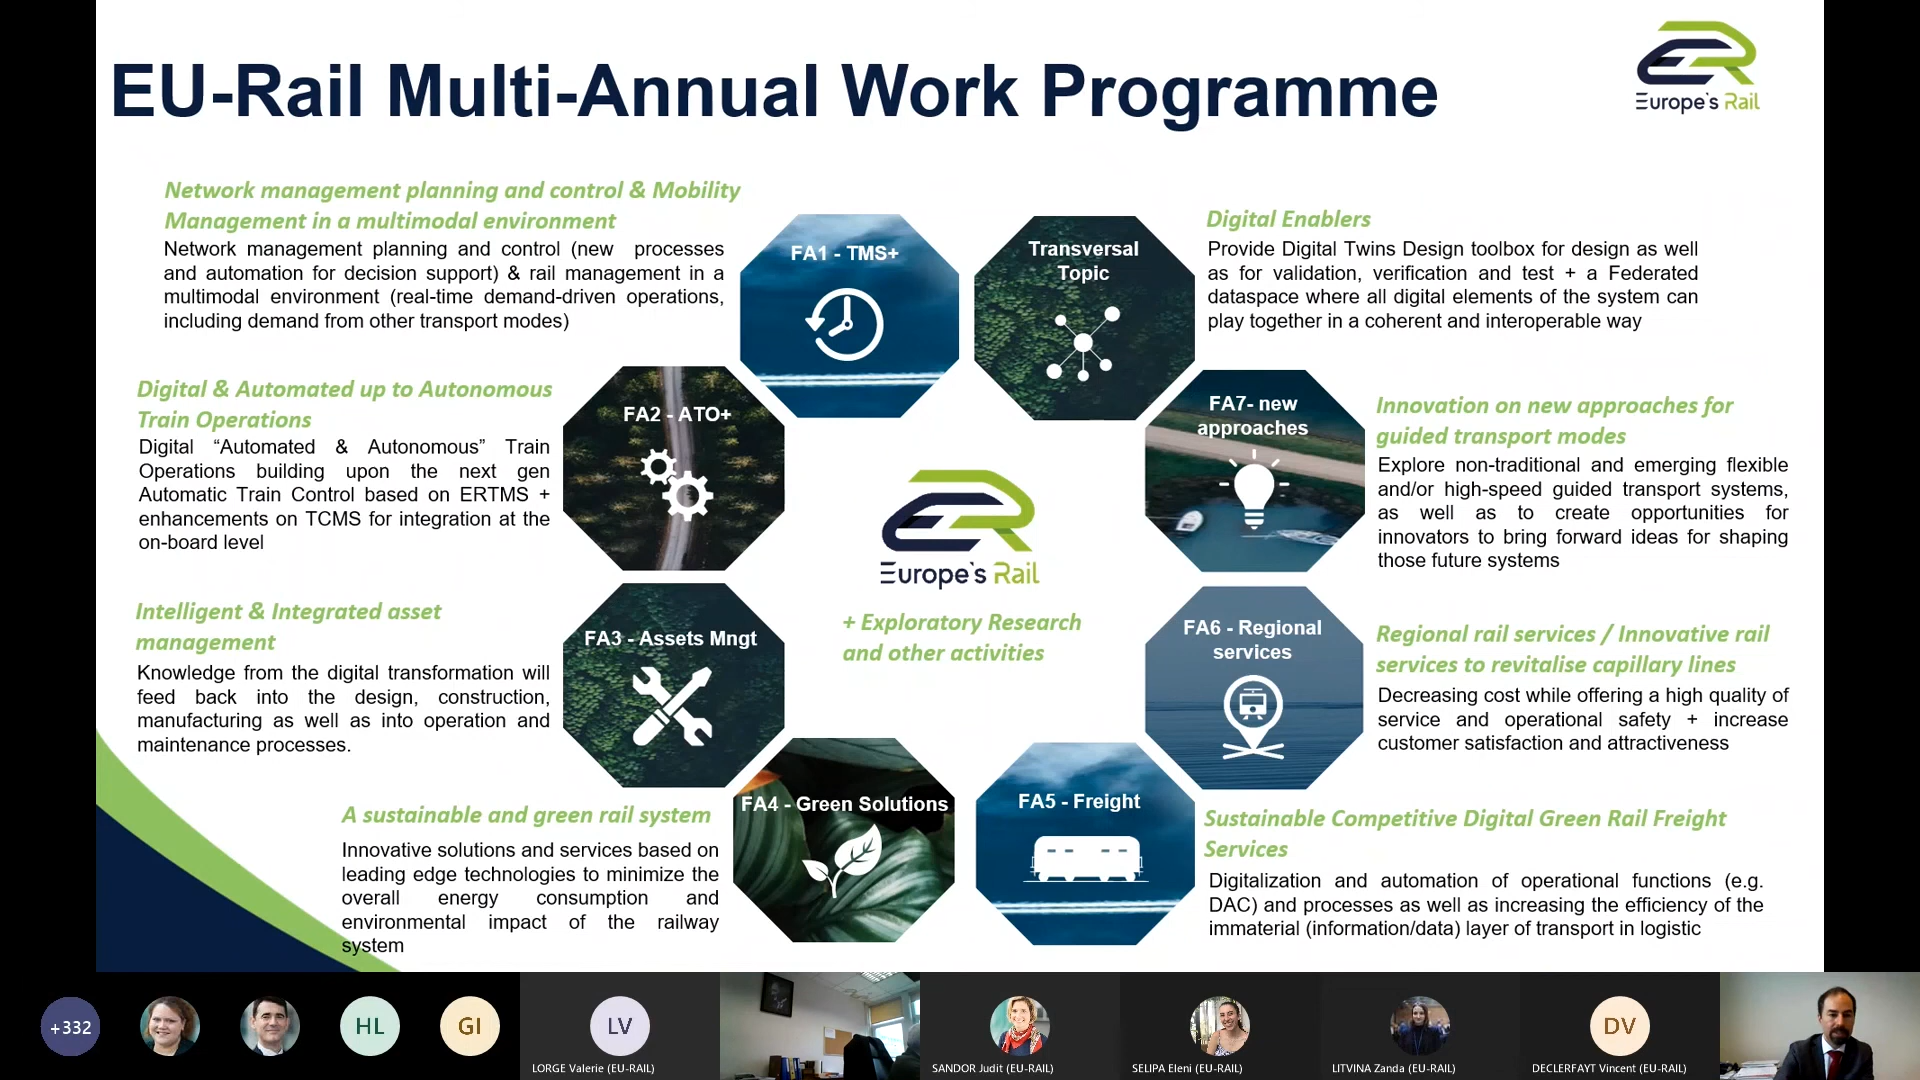 EU-Rail Multi-Annual Work Programme
Europe's Rail
Network management planning and control & Mobility
Management in a multimodal environment
Network management planning and control (new processes
and automation for decision support) & rail management in a
multimodal environment (real-time demand-driven operations,
including demand from other transport modes)
FA1 - TMS+
Transversal
Topic
Digital Enablers
Provide Digital Twins Design toolbox for design as well
as for validation, verification and test + a Federated
dataspace where all digital elements of the system can
play together in a coherent and interoperable way
Digital & Automated up to Autonomous
Train Operations
Digital “Automated & Autonomous” Train
Operations building upon the next gen
Automatic Train Control based on ERTMS +
enhancements on TCMS for integration at the
on-board level
FA2 - ATO+
FA7- new
approaches
Innovation on new approaches for
guided transport modes
Explore non-traditional and emerging flexible
and/or high-speed guided transport systems,
as well as to create opportunities for
innovators to bring forward ideas for shaping
those future systems
Europe's Rail
+ Exploratory Research
and other activities
Intelligent & Integrated asset
management
Knowledge from the digital transformation will
feed back into the design, construction,
manufacturing as well as into operation and
maintenance processes.
FA3 - Assets Mngt
FA6 - Regional
services
Regional rail services / Innovative rail
services to revitalise capillary lines
Decreasing cost while offering a high quality of
service and operational safety + increase
customer satisfaction and attractiveness
A sustainable and green rail system
Innovative solutions and services based on
leading edge technologies to minimize the
overall energy consumption and
environmental impact of the railway
system
FA4 - Green Solutions
FA5 - Freight
Sustainable Competitive Digital Green Rail Freight
Services
Digitalization and automation of operational functions (e.g.
DAC) and processes as well as increasing the efficiency of the
immaterial (information/data) layer of transport in logistic
+332
HL
GI
LV
LORGE Valerie (EU-RAIL)
SANDOR Judit (EU-RAIL)
SELIPA Eleni (EU-RAIL)
LITVINA Zanda (EU-RAIL)
DV
DECLERFAYT Vincent (EU-RAIL)